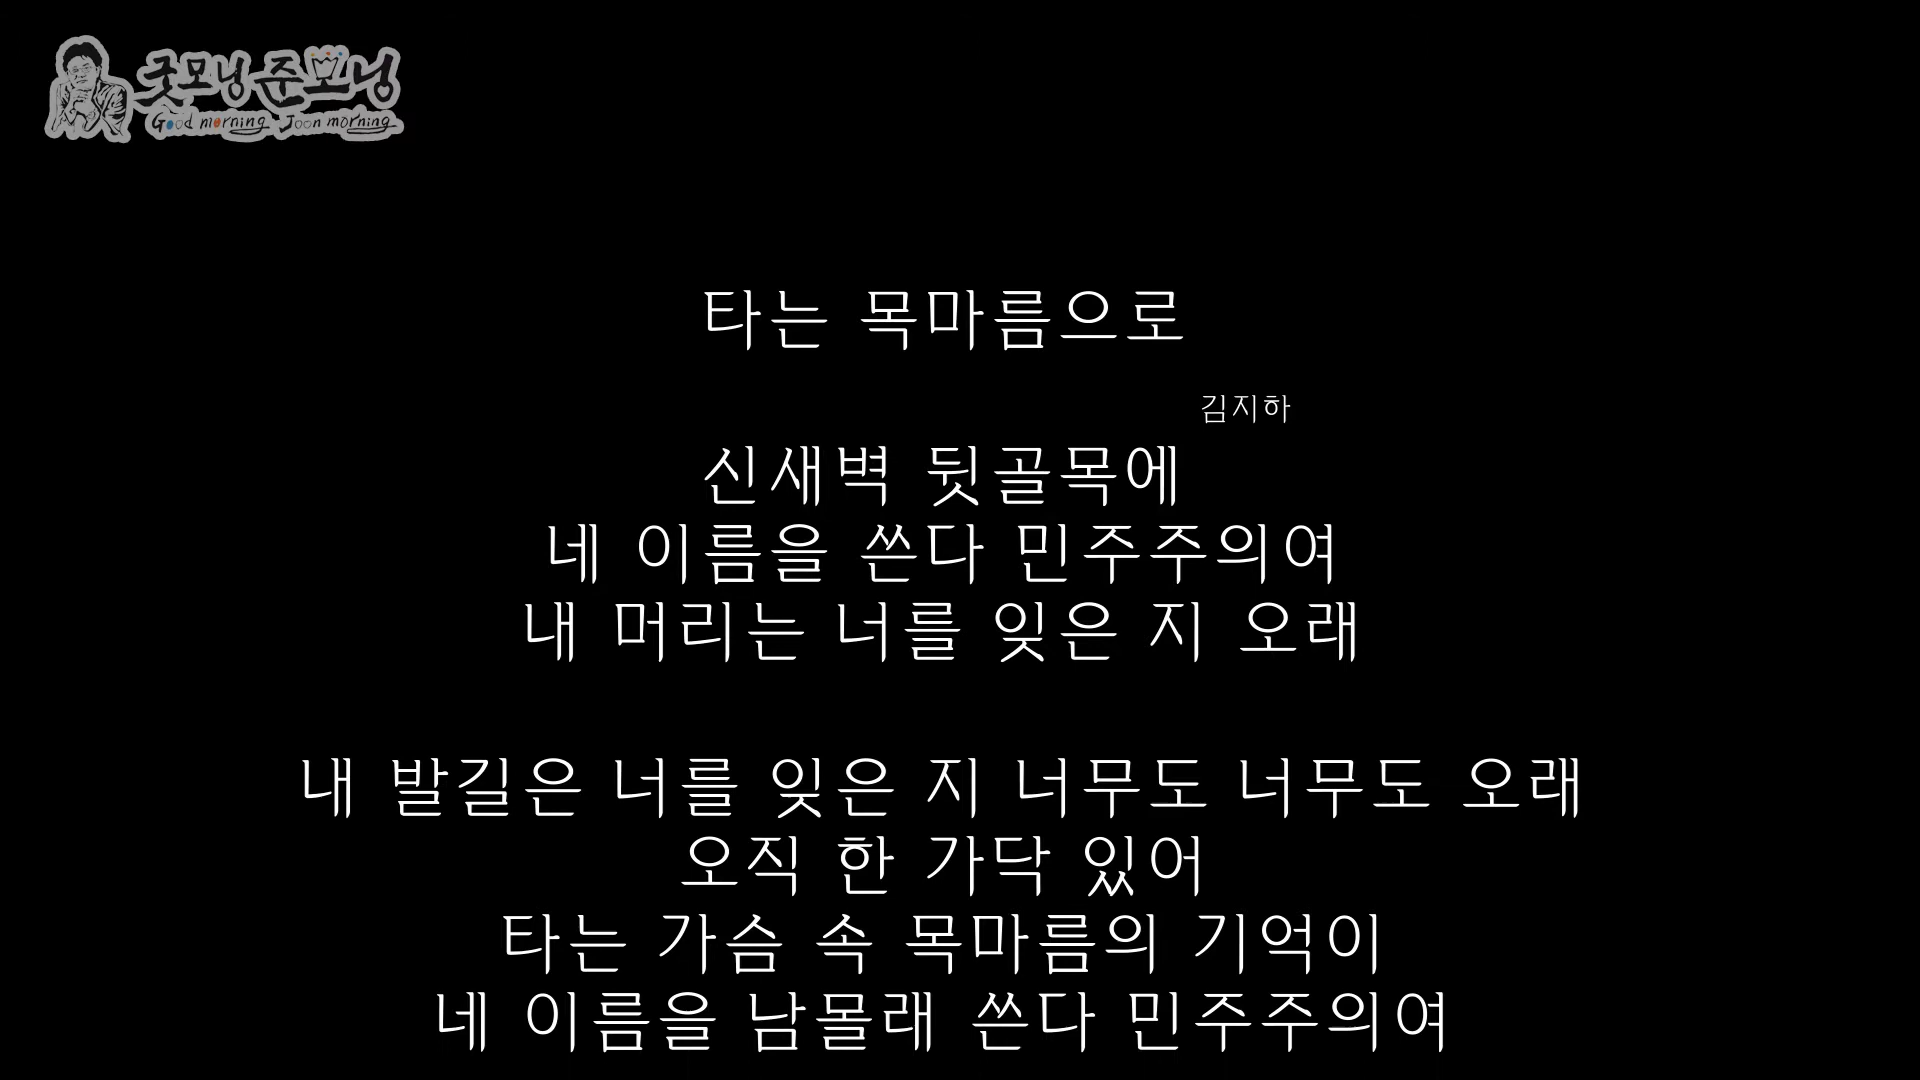 굿모닝 준모닝
Good morning Joon morning
타는 목마름으로
김지하
신새벽 뒷골목에
네 이름을 쓴다 민주주의여
내 머리는 너를 잊은 지 오래
내 발길은 너를 잊은 지 너무도 너무도 오래
오직 한 가닥 있어
타는 가슴 속 목마름의 기억이
네 이름을 남몰래 쓴다 민주주의여